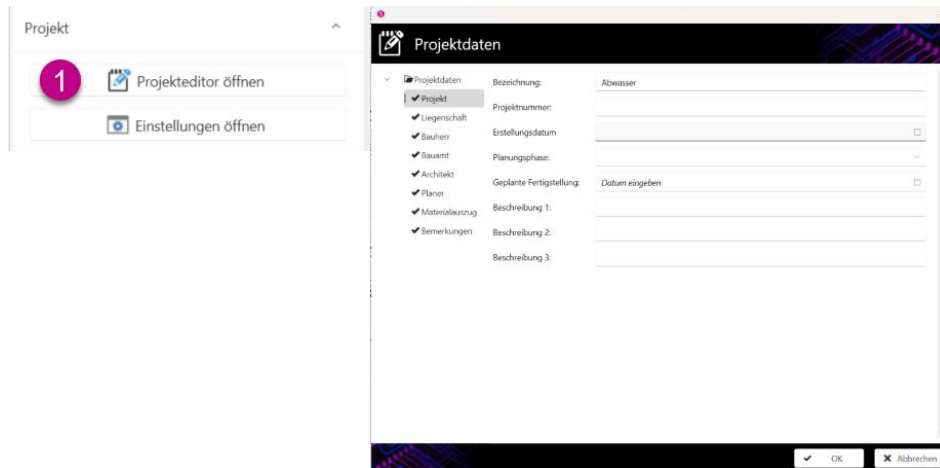 Projekt
1
Projekteditor öffnen
Einstellungen öffnen
Projektdaten
Projektdaten
Projekt
Liegenschaft
Bauherr
Bauamt
Architekt
Planer
Materialauszug
Bemerkungen
Bezeichnung: Abwasser
Projektnummer:
Erstellungsdatum
Planungsphase:
Geplante Fertigstellung: Datum eingeben
Beschreibung 1:
Beschreibung 2:
Beschreibung 3:
OK Abbrechen